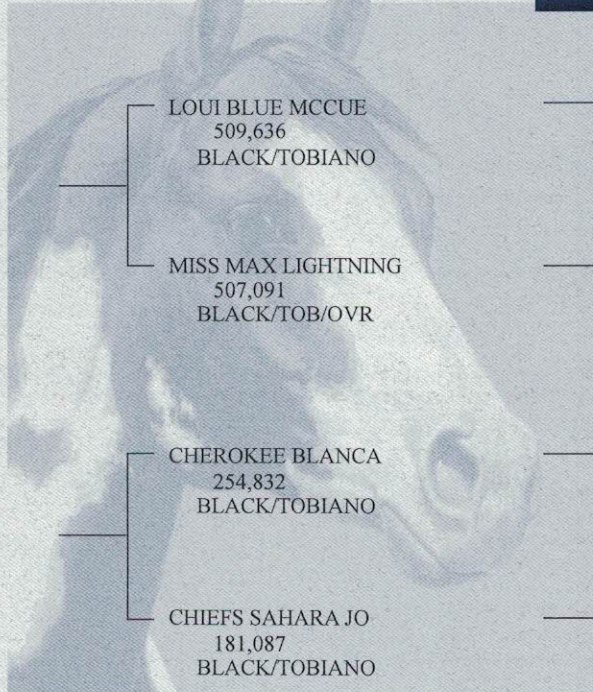 LOUI BLUE MCCUE
509,636
BLACK/TOBIANO
MISS MAX LIGHTNING
507,091
BLACK/TOB/OVR
CHEROKEE BLANCA
254,832
BLACK/TOBIANO
CHIEFS SAHARA JO
181,087
BLACK/TOBIANO